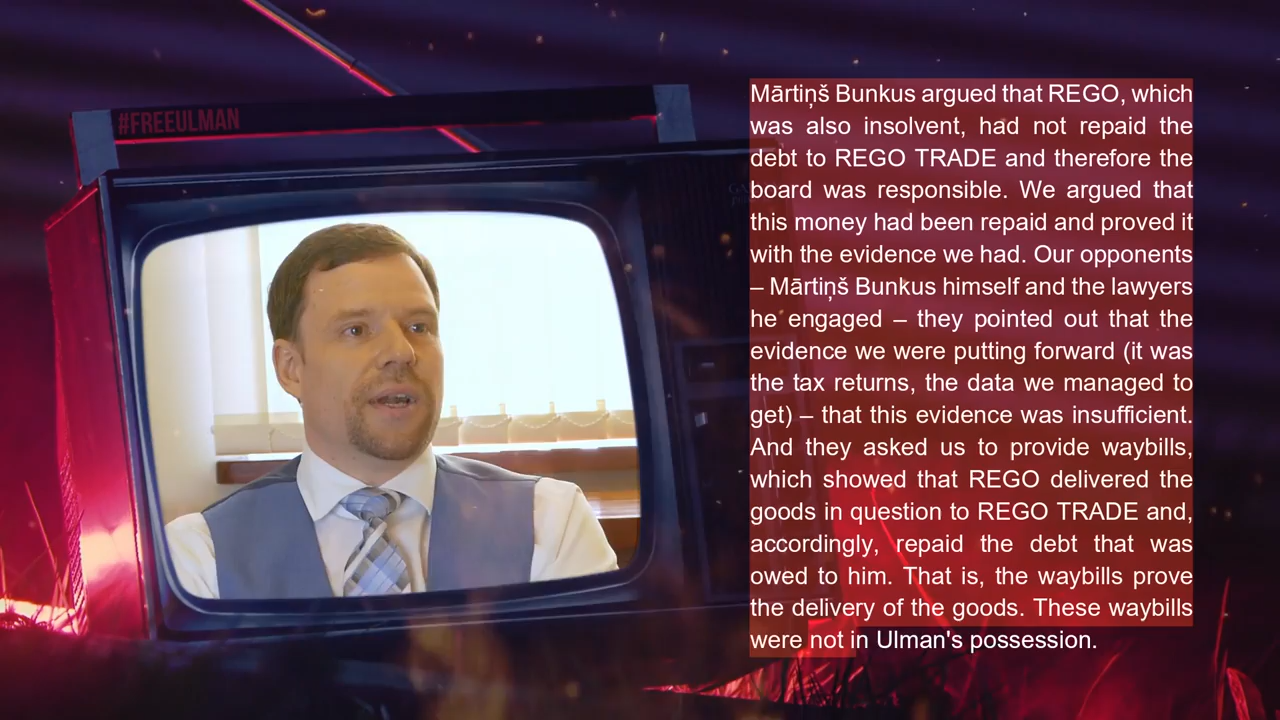 #FREEULMAN
Mārtiņš Bunkus argued that REGO, which
was also insolvent, had not repaid the
debt to REGO TRADE and therefore the
board was responsible. We argued that
this money had been repaid and proved it
with the evidence we had. Our opponents
– Mārtiņš Bunkus himself and the lawyers
he engaged – they pointed out that the
evidence we were putting forward (it was
the tax returns, the data we managed to
get) – that this evidence was insufficient.
And they asked us to provide waybills,
which showed that REGO delivered the
goods in question to REGO TRADE and,
accordingly, repaid the debt that was
owed to him. That is, the waybills prove
the delivery of the goods. These waybills
were not in Ulman's possession.